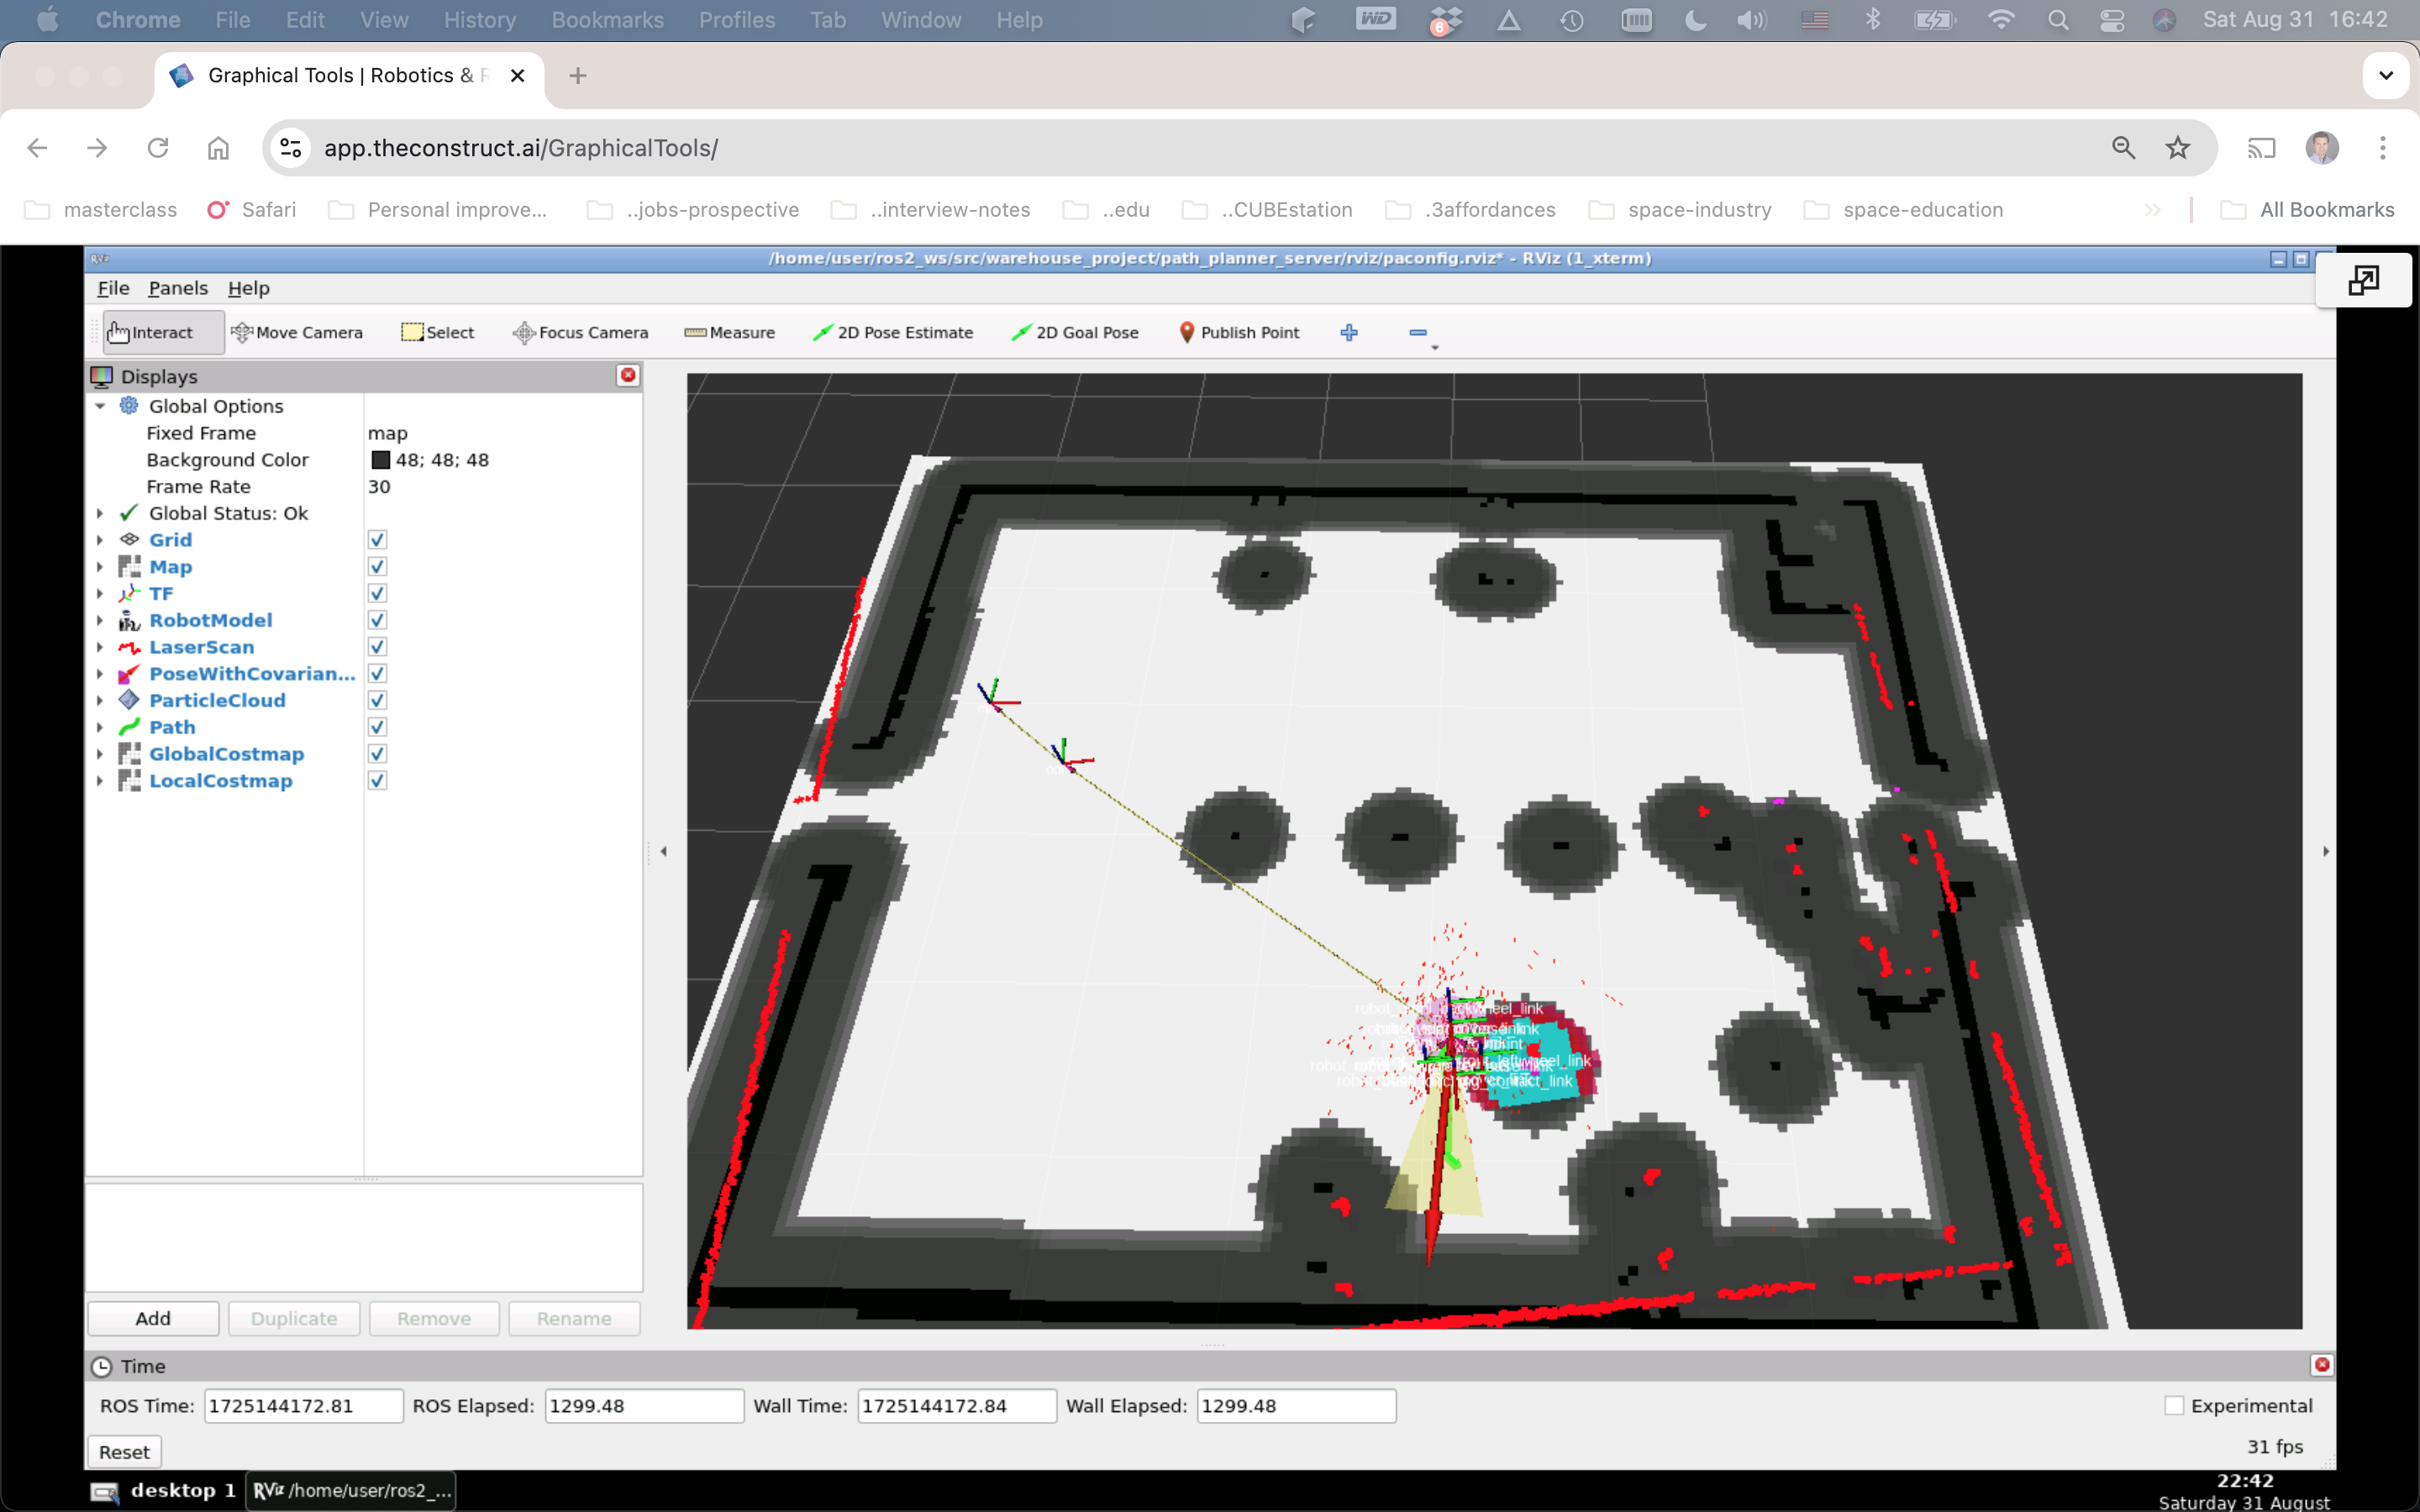 Chrome File Edit View History Bookmarks Profiles Tab Window Help WD 6 Sat Aug 31 16:42
Graphical Tools | Robotics & R
app.theconstruct.ai/GraphicalTools/
masterclass Safari Personal improve... ..jobs-prospective ..interview-notes ..edu ..CUBEstation .3affordances space-industry space-education All Bookmarks
RViz /home/user/ros2_ws/src/warehouse_project/path_planner_server/rviz/paconfig.rviz* - RViz (1_xterm)
File Panels Help
Interact Move Camera Select Focus Camera Measure 2D Pose Estimate 2D Goal Pose Publish Point
Displays
Global Options
Fixed Frame map
Background Color 48; 48; 48
Frame Rate 30
Global Status: Ok
Grid
Map
TF
RobotModel
LaserScan
PoseWithCovarian...
ParticleCloud
Path
GlobalCostmap
LocalCostmap
Add Duplicate Remove Rename
Time
ROS Time: 1725144172.81 ROS Elapsed: 1299.48 Wall Time: 1725144172.84 Wall Elapsed: 1299.48 Experimental
Reset 31 fps
desktop 1 RViz /home/user/ros2_... 22:42
Saturday 31 August